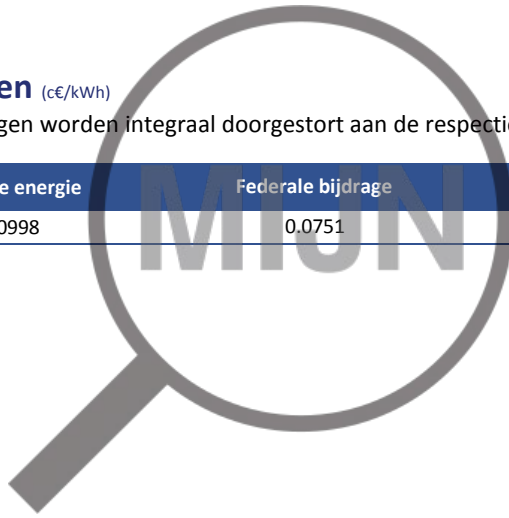 en (c€/kWh)
gen worden integraal doorgestort aan de respectie
e energie Federale bijdrage
0998 0.0751
MIJN